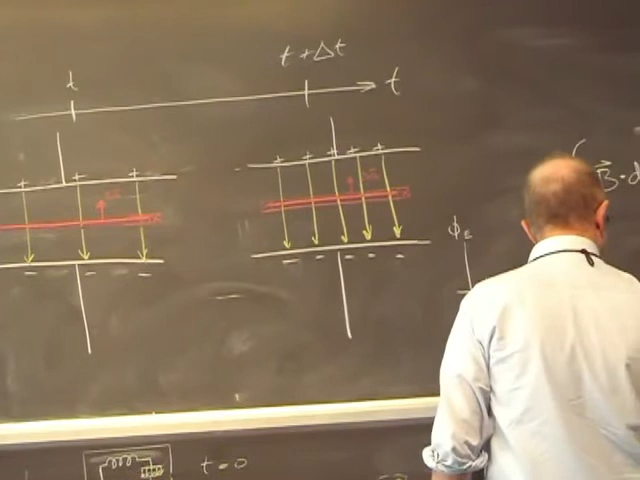 t t + Δt t
+ + +
+ + + + +
- - -
- - - - -
Φ_E
∫ B⃗ · d
t = 0